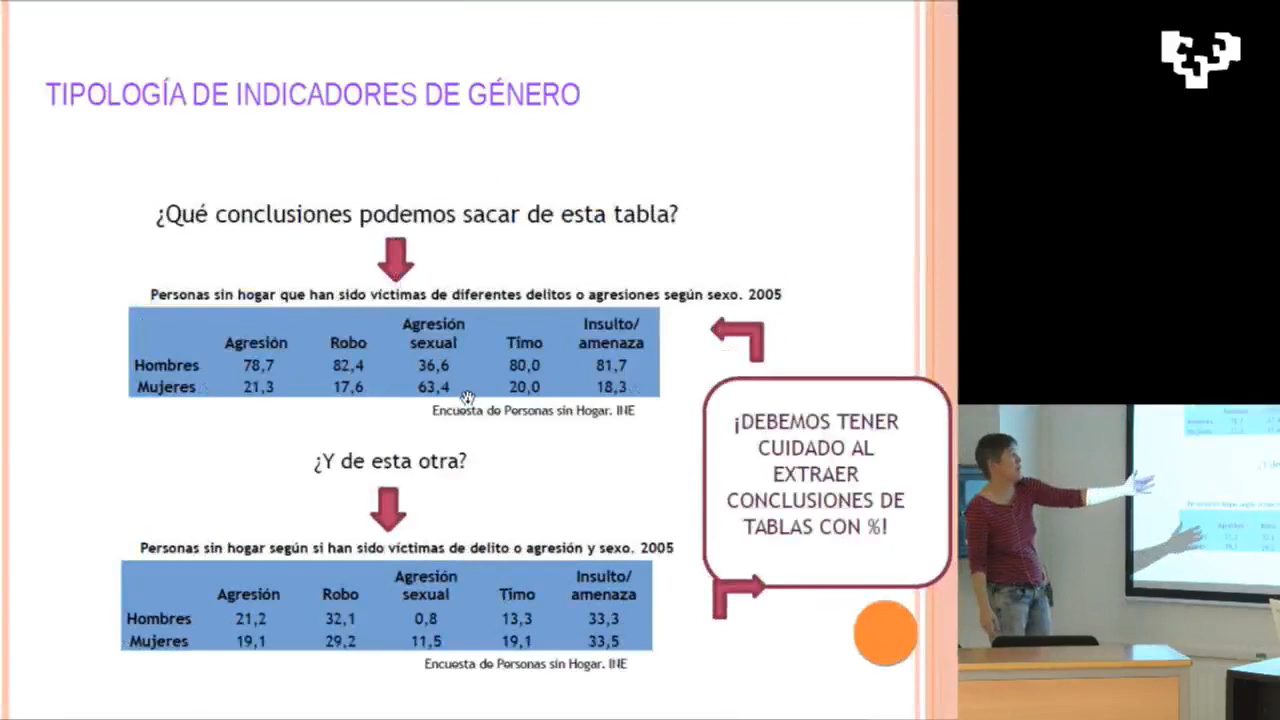 TIPOLOGÍA DE INDICADORES DE GÉNERO
¿Qué conclusiones podemos sacar de esta tabla?
Personas sin hogar que han sido víctimas de diferentes delitos o agresiones según sexo. 2005
Agresión Robo Agresión sexual Timo Insulto/ amenaza
Hombres 78,7 82,4 36,6 80,0 81,7
Mujeres 21,3 17,6 63,4 20,0 18,3
Encuesta de Personas sin Hogar. INE
¿Y de esta otra?
Personas sin hogar según si han sido víctimas de delito o agresión y sexo. 2005
Agresión Robo Agresión sexual Timo Insulto/ amenaza
Hombres 21,2 32,1 0,8 13,3 33,3
Mujeres 19,1 29,2 11,5 19,1 33,5
Encuesta de Personas sin Hogar. INE
¡DEBEMOS TENER
CUIDADO AL
EXTRAER
CONCLUSIONES DE
TABLAS CON %!